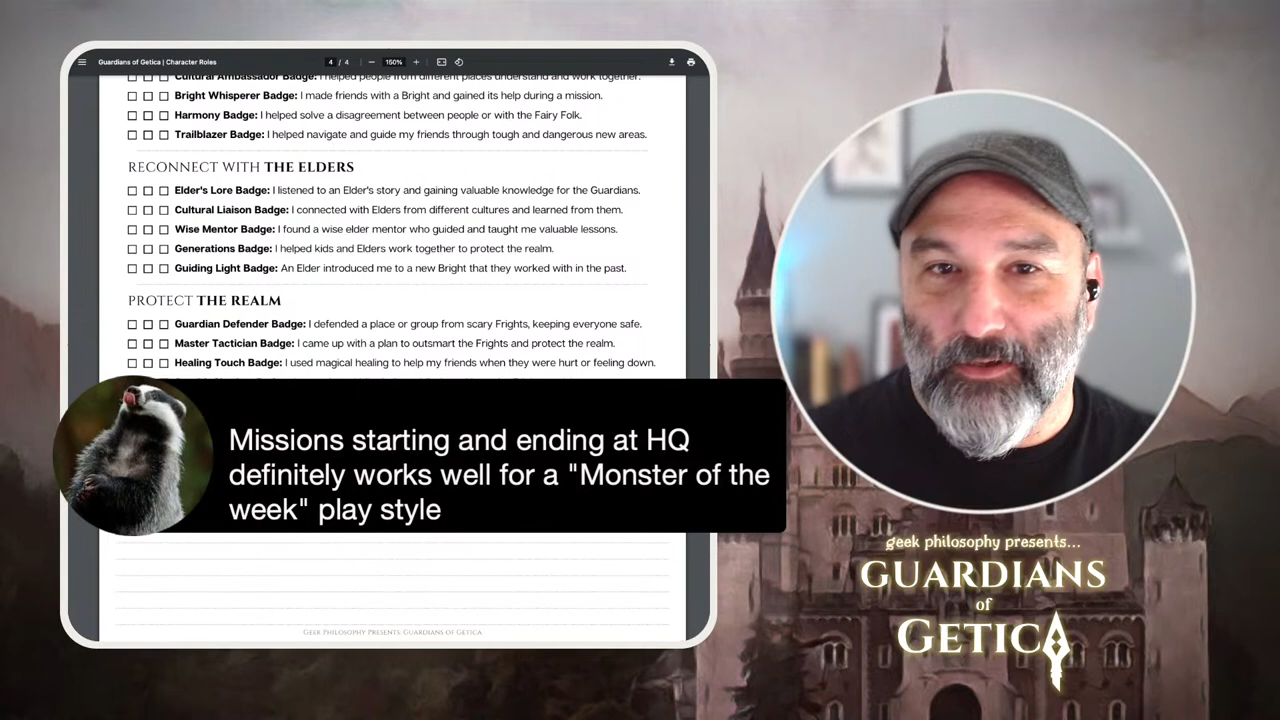 Guardians of Getica | Character Roles
4 / 4
150%
Cultural Ambassador Badge: I helped people from different places understand and work together.
Bright Whisperer Badge: I made friends with a Bright and gained its help during a mission.
Harmony Badge: I helped solve a disagreement between people or with the Fairy Folk.
Trailblazer Badge: I helped navigate and guide my friends through tough and dangerous new areas.
RECONNECT WITH THE ELDERS
Elder's Lore Badge: I listened to an Elder's story and gaining valuable knowledge for the Guardians.
Cultural Liaison Badge: I connected with Elders from different cultures and learned from them.
Wise Mentor Badge: I found a wise elder mentor who guided and taught me valuable lessons.
Generations Badge: I helped kids and Elders work together to protect the realm.
Guiding Light Badge: An Elder introduced me to a new Bright that they worked with in the past.
PROTECT THE REALM
Guardian Defender Badge: I defended a place or group from scary Frights, keeping everyone safe.
Master Tactician Badge: I came up with a plan to outsmart the Frights and protect the realm.
Healing Touch Badge: I used magical healing to help my friends when they were hurt or feeling down.
Missions starting and ending at HQ
definitely works well for a "Monster of the
week" play style
GEEK PHILOSOPHY PRESENTS: GUARDIANS OF GETICA
geek philosophy presents...
GUARDIANS
of
GETICA